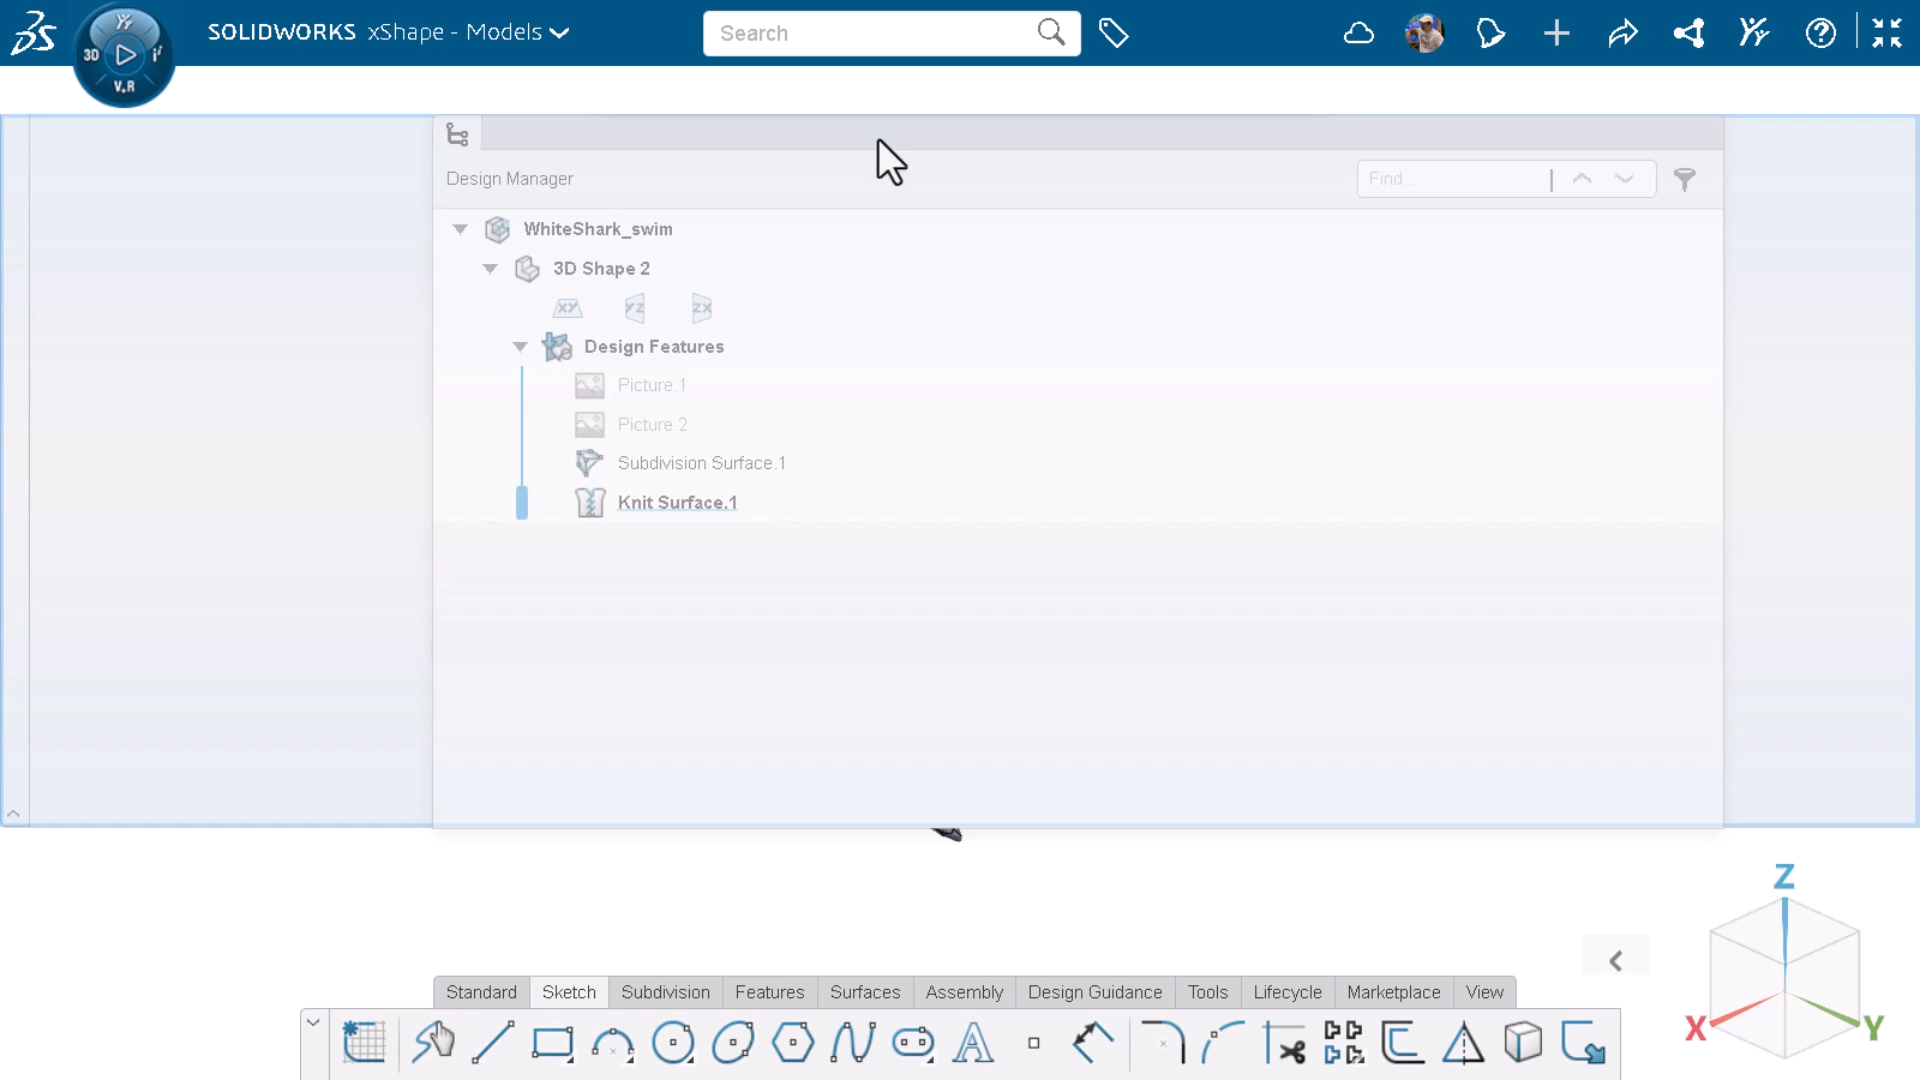 SOLIDWORKS xShape - Models
Search
3D
V.R
Design Manager
Find...
WhiteShark_swim
3D Shape 2
XY YZ ZX
Design Features
Picture.1
Picture.2
Subdivision Surface.1
Knit Surface.1
Z
X
Y
Standard Sketch Subdivision Features Surfaces Assembly Design Guidance Tools Lifecycle Marketplace View